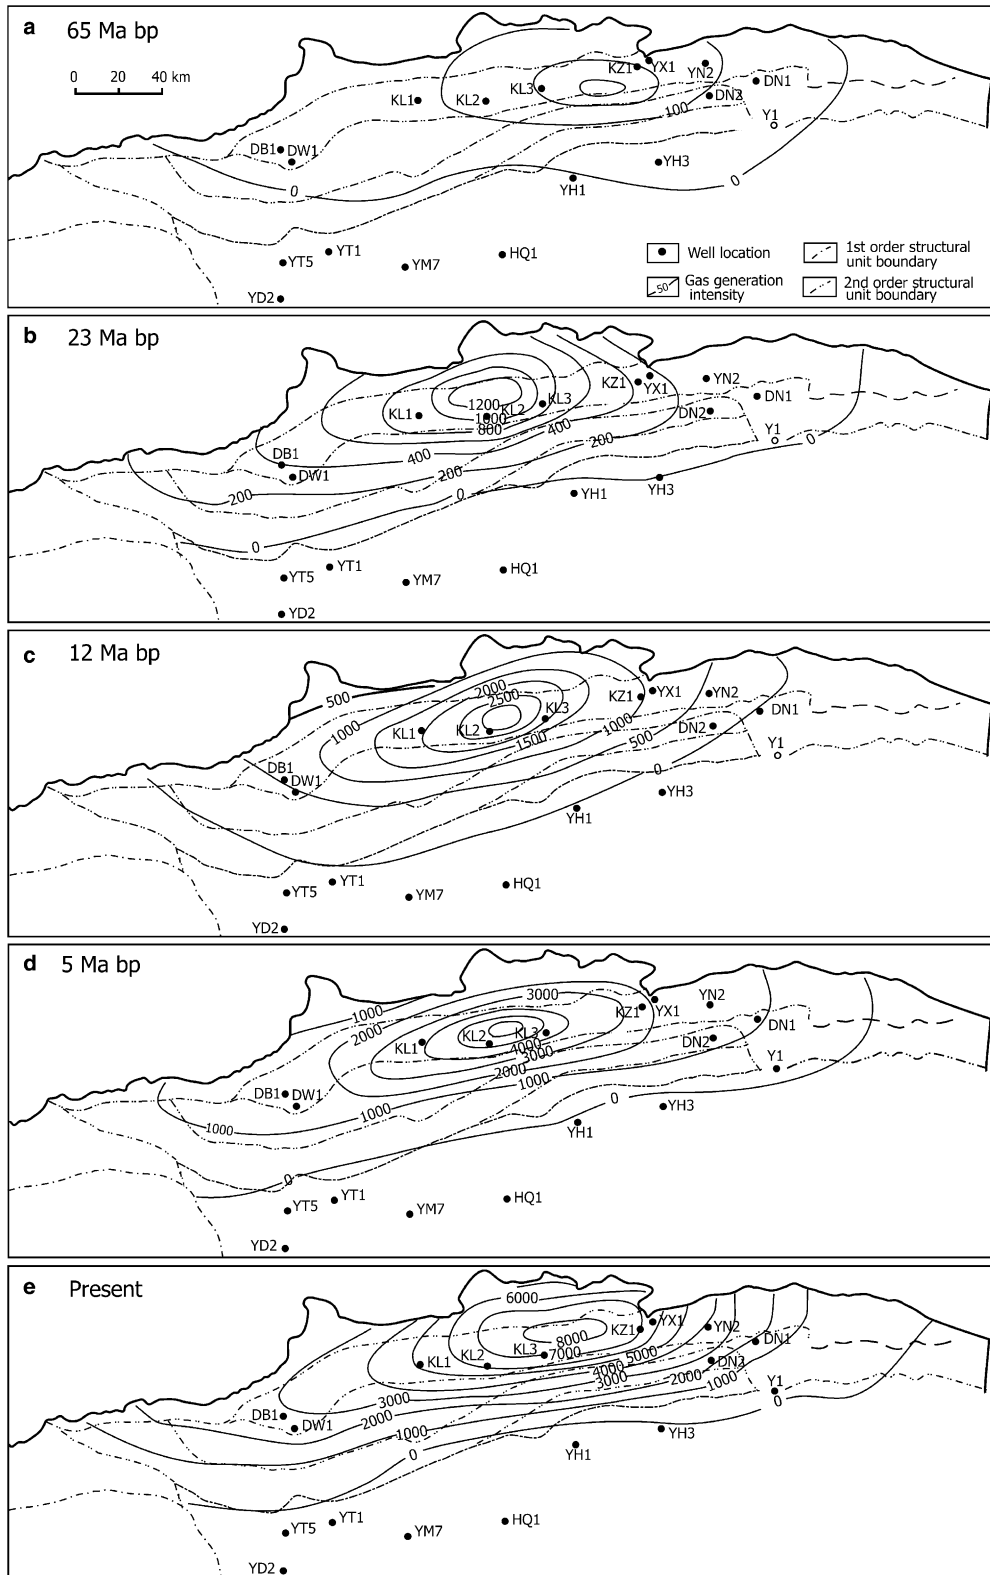 a 65 Ma bp
0 20 40 km
KZ1 YX1 YN2
KL1 KL2 KL3 DN2 DN1
100 Y1
DB1 DW1
0 YH1 YH3 0
YT5 YT1 YM7 HQ1
YD2
Well location
1st order structural
unit boundary
50 Gas generation
intensity
2nd order structural
unit boundary
b 23 Ma bp
KZ1 YX1 YN2
KL1 1200 KL2 KL3 DN2 DN1
1000
800 400 200 Y1 0
DB1 400
DW1 200
200 0 YH1 YH3
0
YT5 YT1 YM7 HQ1
YD2
c 12 Ma bp
500 2000 KZ1 YX1 YN2
2500
1000 KL1 KL2 KL3 1000 DN2 DN1
1500 500 Y1
DB1 0
DW1 YH1 YH3
YT5 YT1 YM7 HQ1
YD2
d 5 Ma bp
1000 3000 KZ1 YX1 YN2
2000 KL1 KL2 KL3 DN2 DN1
4000
3000
2000 Y1
1000
DB1 DW1 1000 0 YH3
1000 YH1
0
YT5 YT1 YM7 HQ1
YD2
e Present
6000
8000 KZ1 YX1 YN2
KL1 KL2 KL3 7000 5000 DN2 DN1
4000
3000 2000 1000 Y1
3000
DB1 DW1 2000 0
1000 YH3
0 YH1
YT5 YT1 YM7 HQ1
YD2